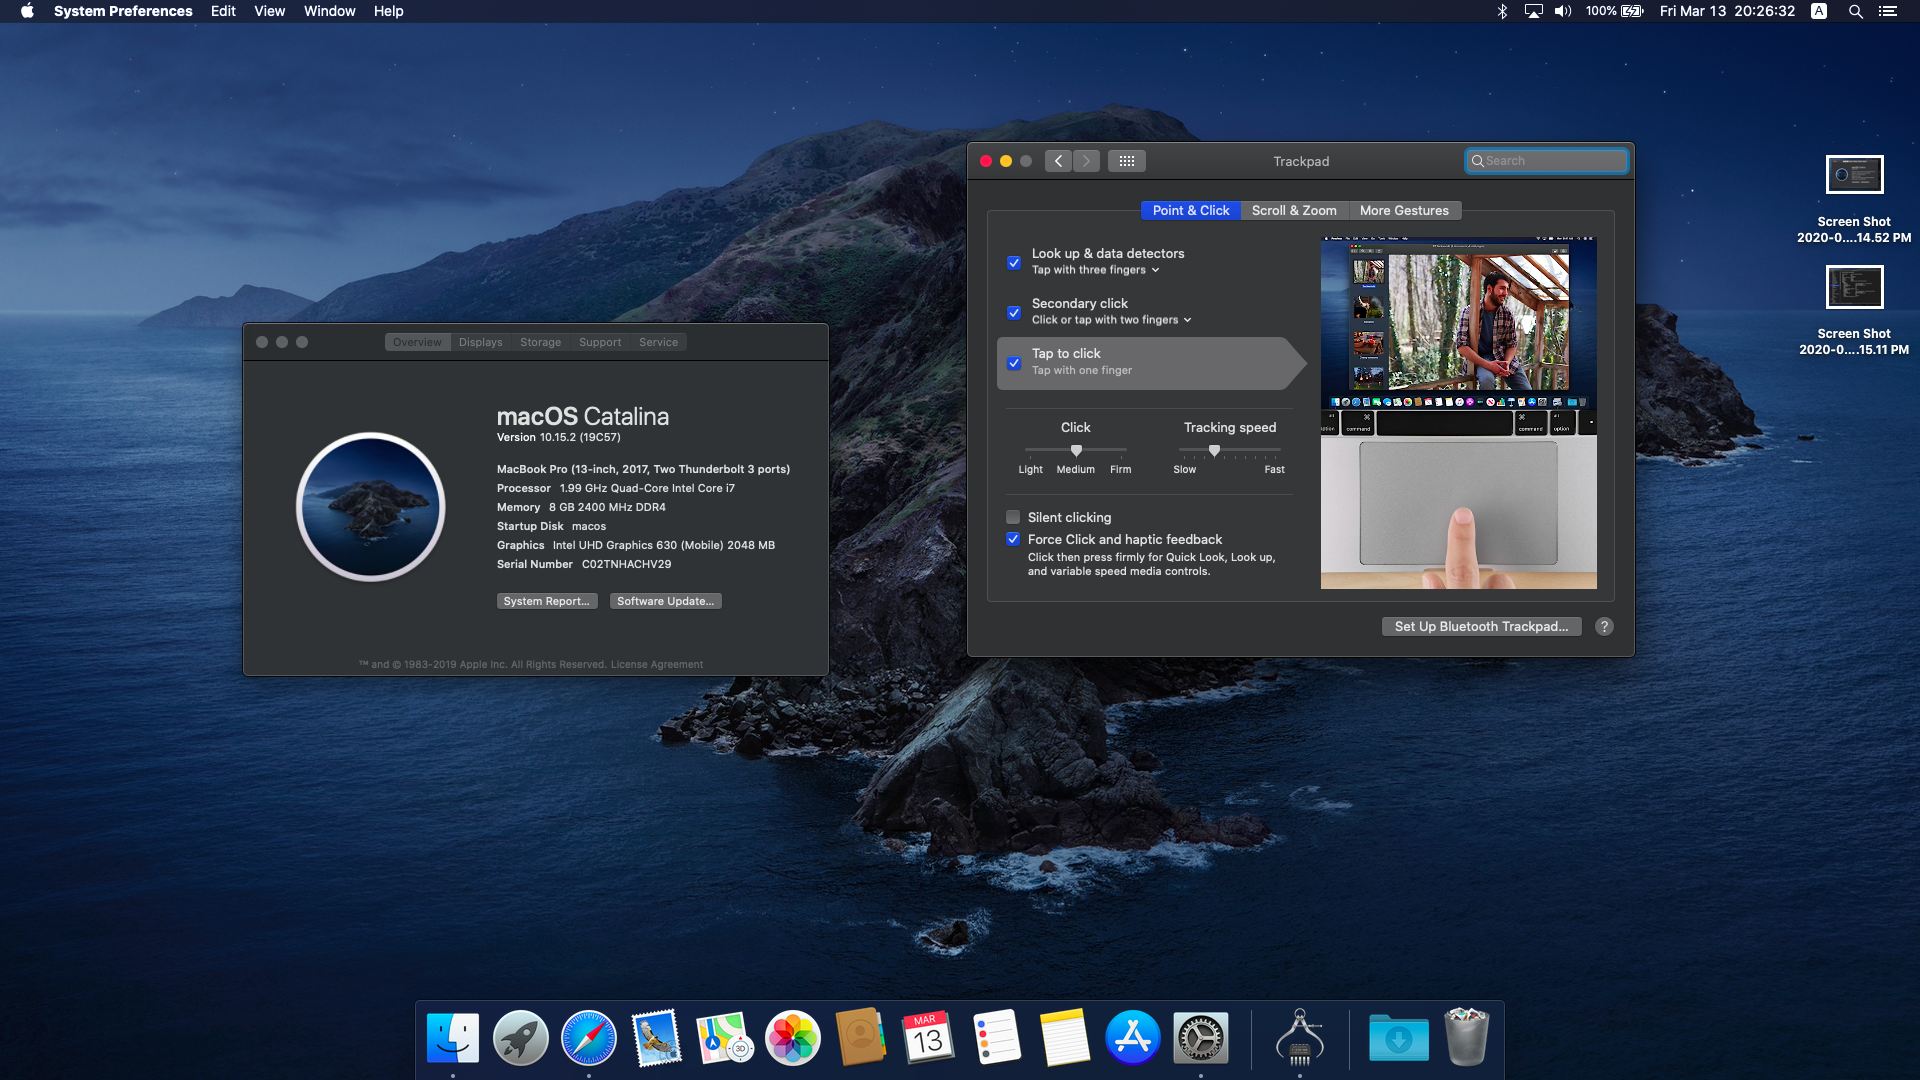 System Preferences Edit View Window Help
100% Fri Mar 13 20:26:32 A
Screen Shot
2020-0....14.52 PM
Screen Shot
2020-0....15.11 PM
Overview Displays Storage Support Service
macOS Catalina
Version 10.15.2 (19C57)
MacBook Pro (13-inch, 2017, Two Thunderbolt 3 ports)
Processor 1.99 GHz Quad-Core Intel Core i7
Memory 8 GB 2400 MHz DDR4
Startup Disk macos
Graphics Intel UHD Graphics 630 (Mobile) 2048 MB
Serial Number C02TNHACHV29
System Report... Software Update...
™ and © 1983-2019 Apple Inc. All Rights Reserved. License Agreement
Trackpad
Search
Point & Click Scroll & Zoom More Gestures
Look up & data detectors
Tap with three fingers
Secondary click
Click or tap with two fingers
Tap to click
Tap with one finger
Click Tracking speed
Light Medium Firm Slow Fast
Silent clicking
Force Click and haptic feedback
Click then press firmly for Quick Look, Look up,
and variable speed media controls.
command command option
Set Up Bluetooth Trackpad... ?
MAR
13
3D